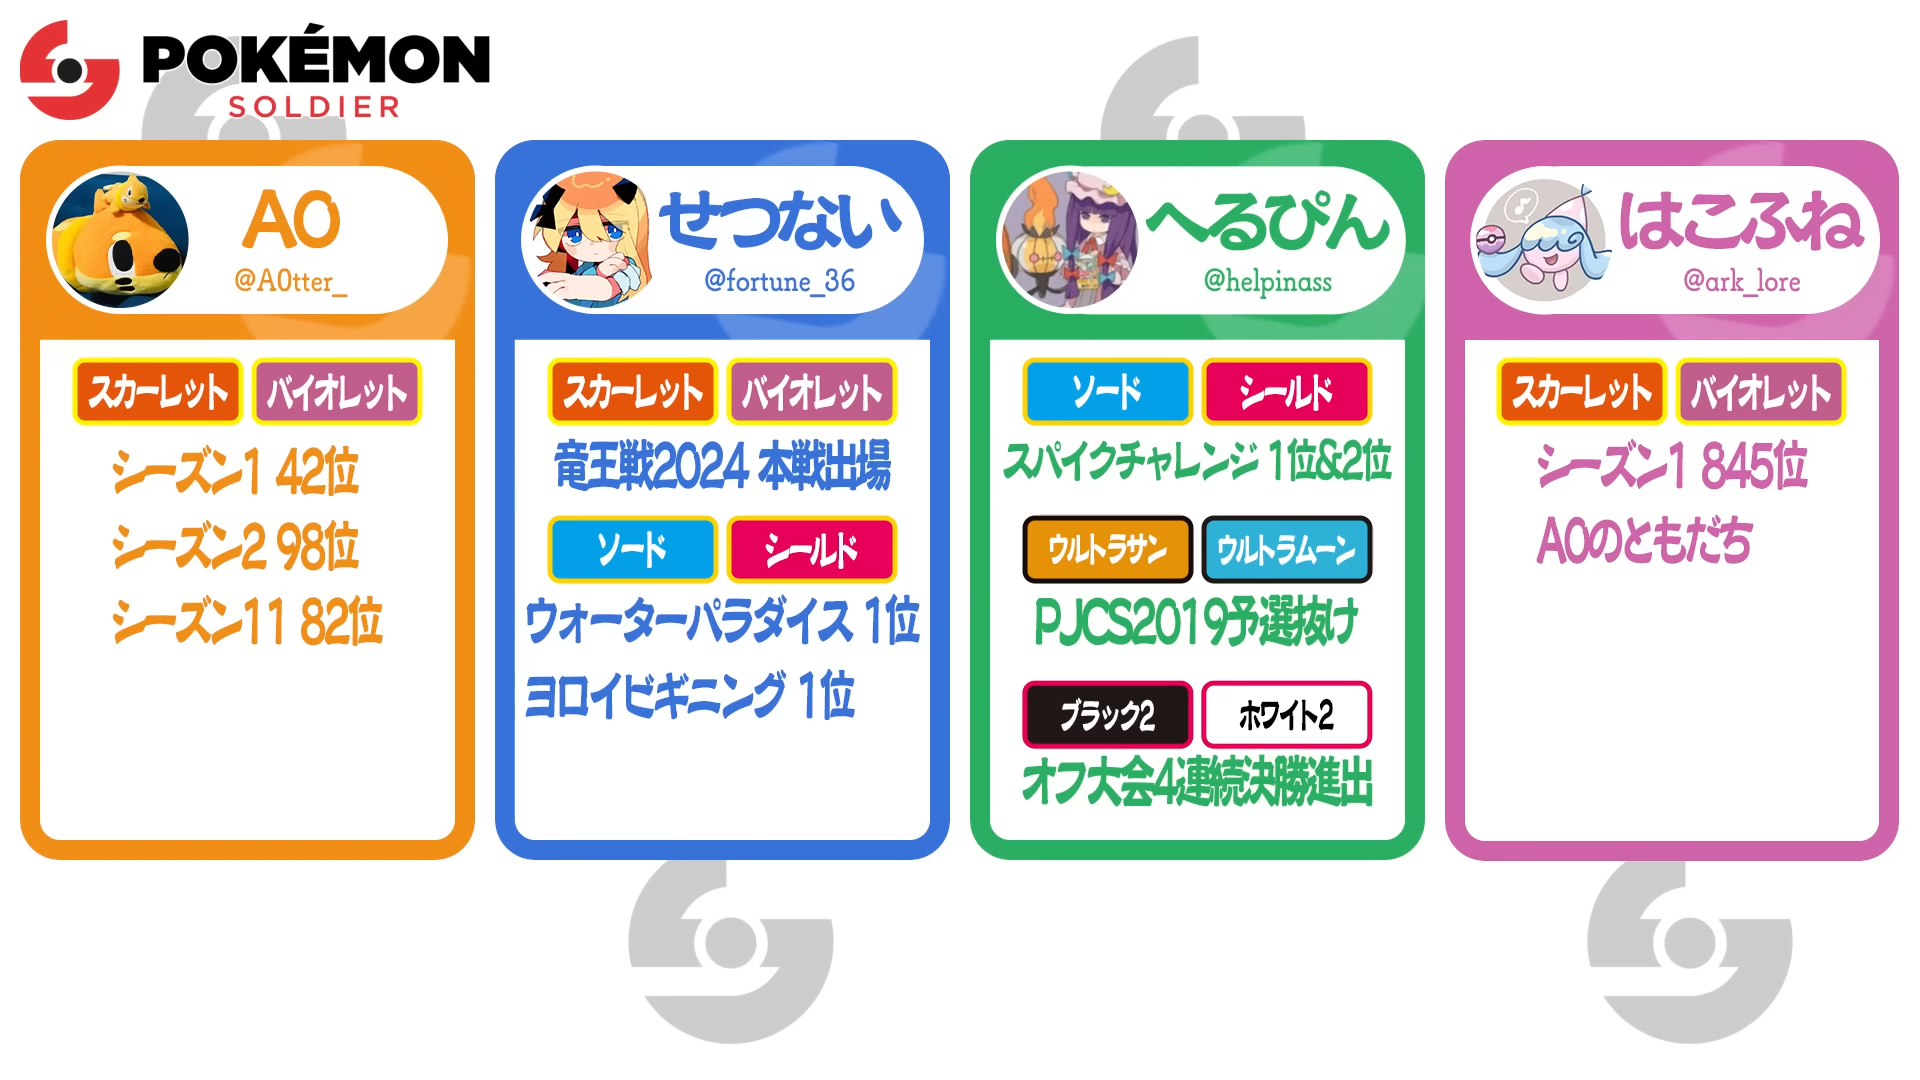 POKÉMON
SOLDIER
A0
@A0tter_
スカーレット バイオレット
シーズン1 42位
シーズン2 98位
シーズン11 82位
せつない
@fortune_36
スカーレット バイオレット
竜王戦2024 本戦出場
ソード シールド
ウォーターパラダイス 1位
ヨロイビギニング 1位
へるぴん
@helpinass
ソード シールド
スパイクチャレンジ 1位&2位
ウルトラサン ウルトラムーン
PJCS2019予選抜け
ブラック2 ホワイト2
オフ大会4連続決勝進出
はこふね
@ark_lore
スカーレット バイオレット
シーズン1 845位
A0のともだち